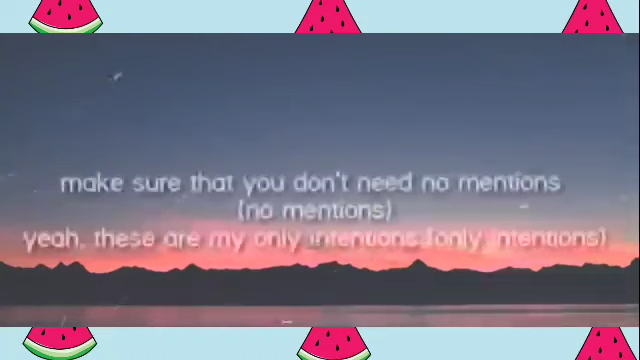 make sure that you don't need no mentions
(no mentions)
yeah, these are my only intentions (only intentions)